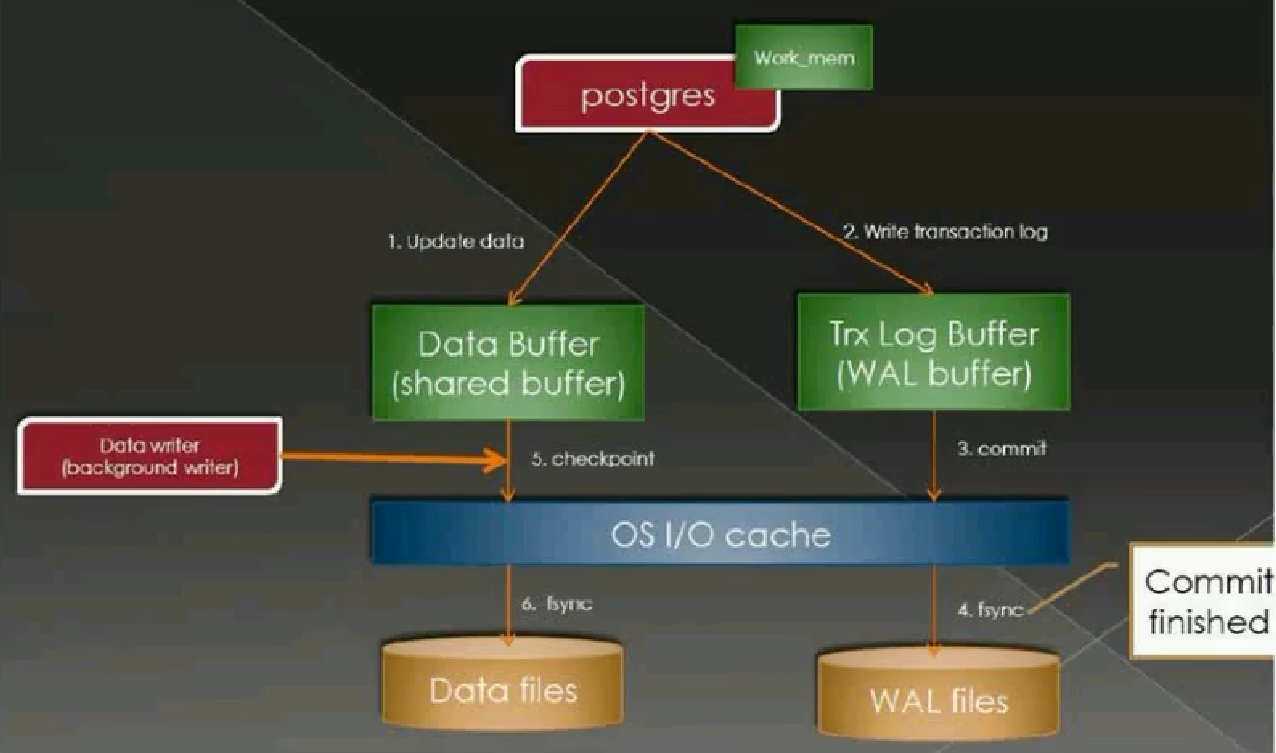 Work_mem
postgres
1. Update data
2. Write transaction log
Data Buffer
(shared buffer)
Trx Log Buffer
(WAL buffer)
Data writer
(background writer)
5. checkpoint
3. commit
OS I/O cache
6. fsync
4. fsync
Commit
finished
Data files
WAL files